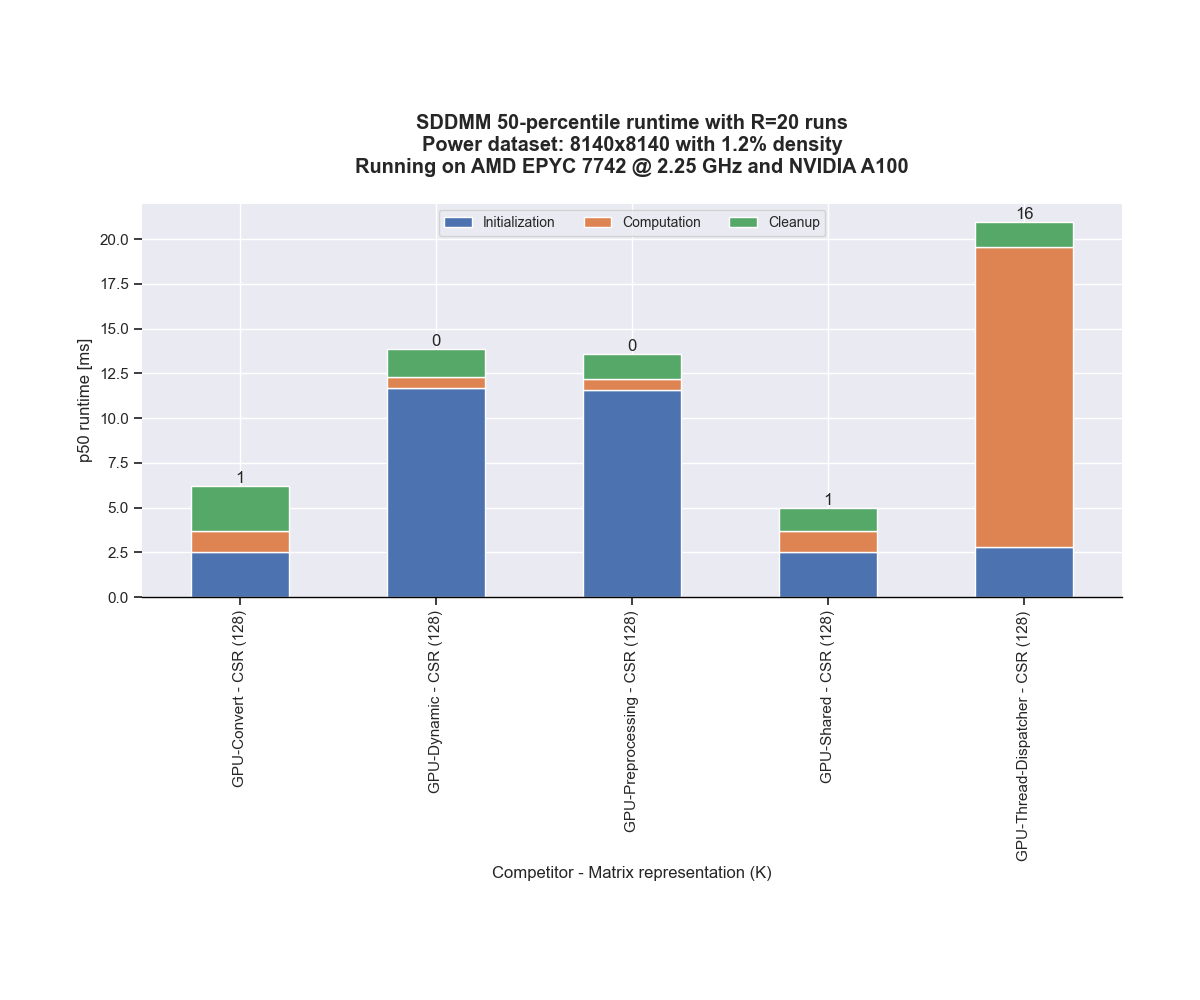 SDDMM 50-percentile runtime with R=20 runs
Power dataset: 8140x8140 with 1.2% density
Running on AMD EPYC 7742 @ 2.25 GHz and NVIDIA A100
Initialization
Computation
Cleanup
16
0
0
1
1
20.0
17.5
15.0
12.5
10.0
7.5
5.0
2.5
0.0
p50 runtime [ms]
GPU-Convert - CSR (128)
GPU-Dynamic - CSR (128)
GPU-Preprocessing - CSR (128)
GPU-Shared - CSR (128)
GPU-Thread-Dispatcher - CSR (128)
Competitor - Matrix representation (K)